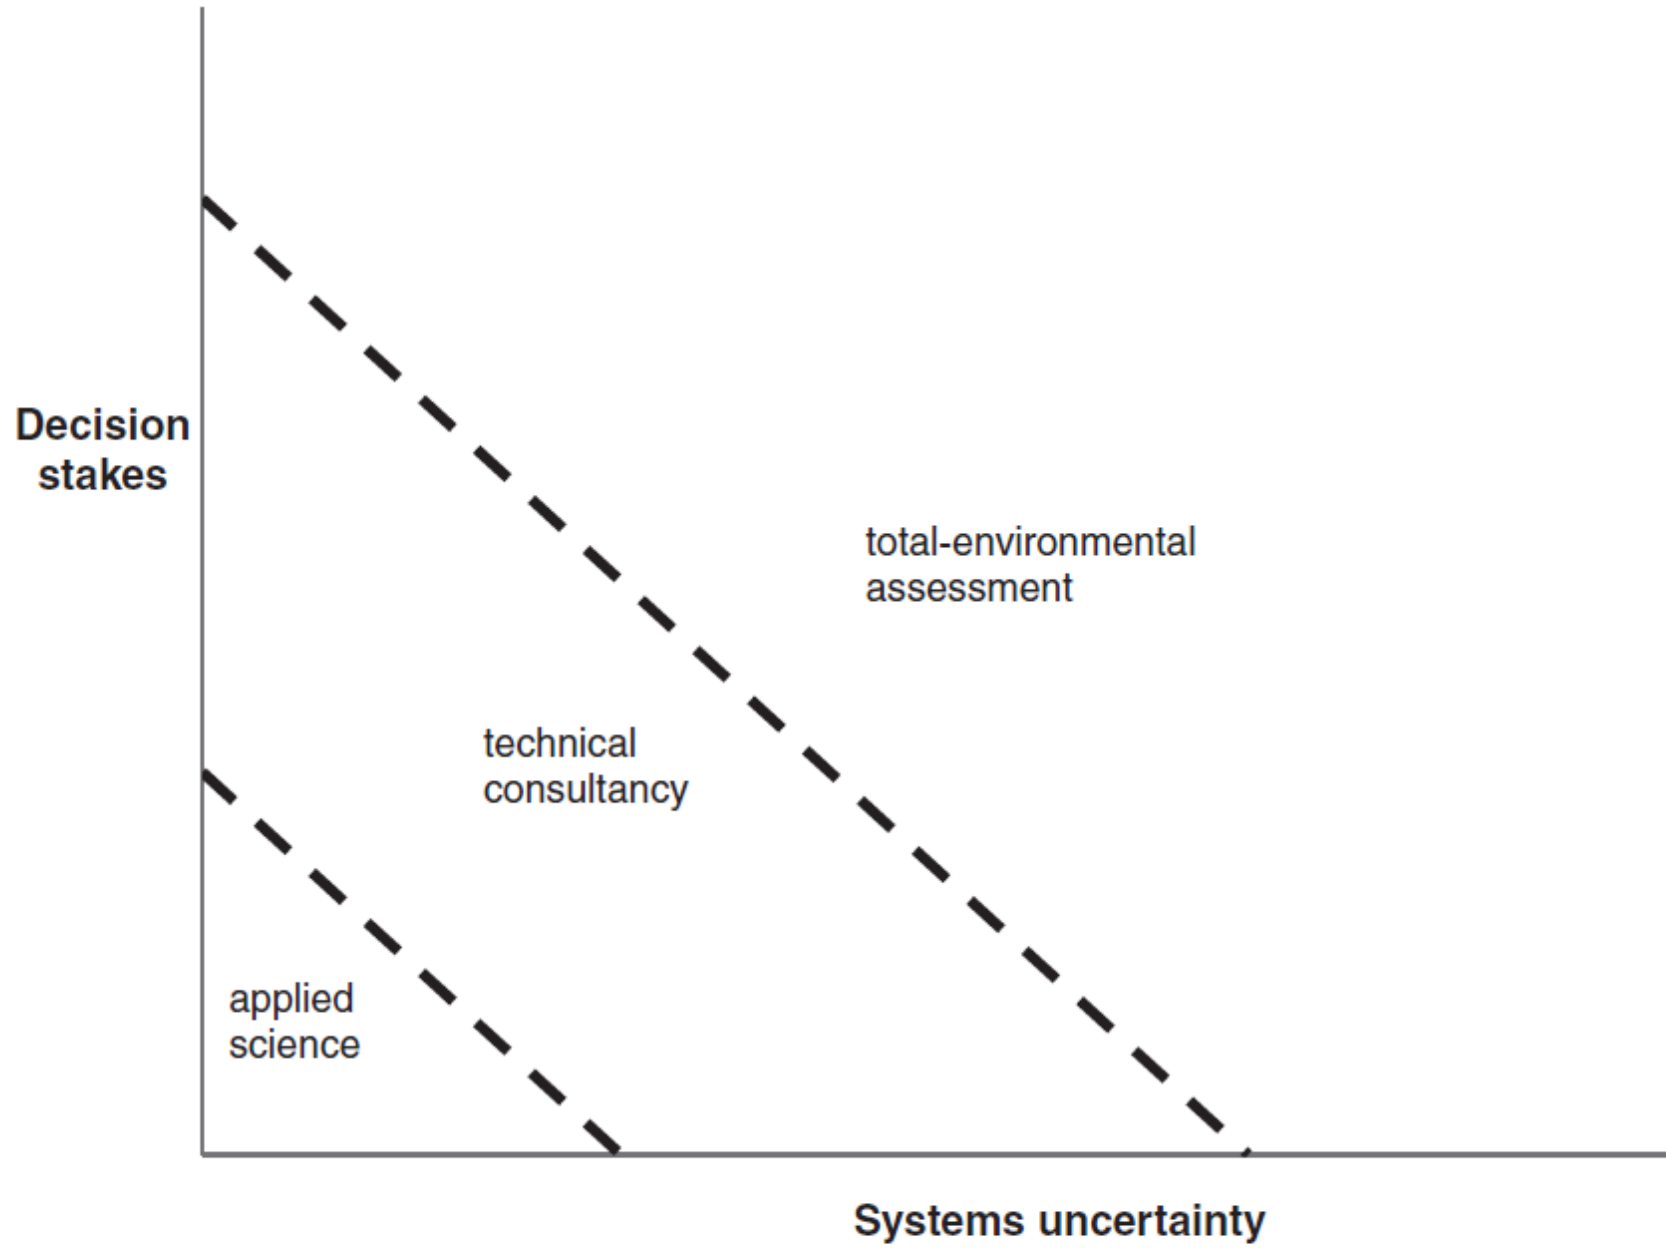 Decision
stakes
total-environmental
assessment
technical
consultancy
applied
science
Systems uncertainty